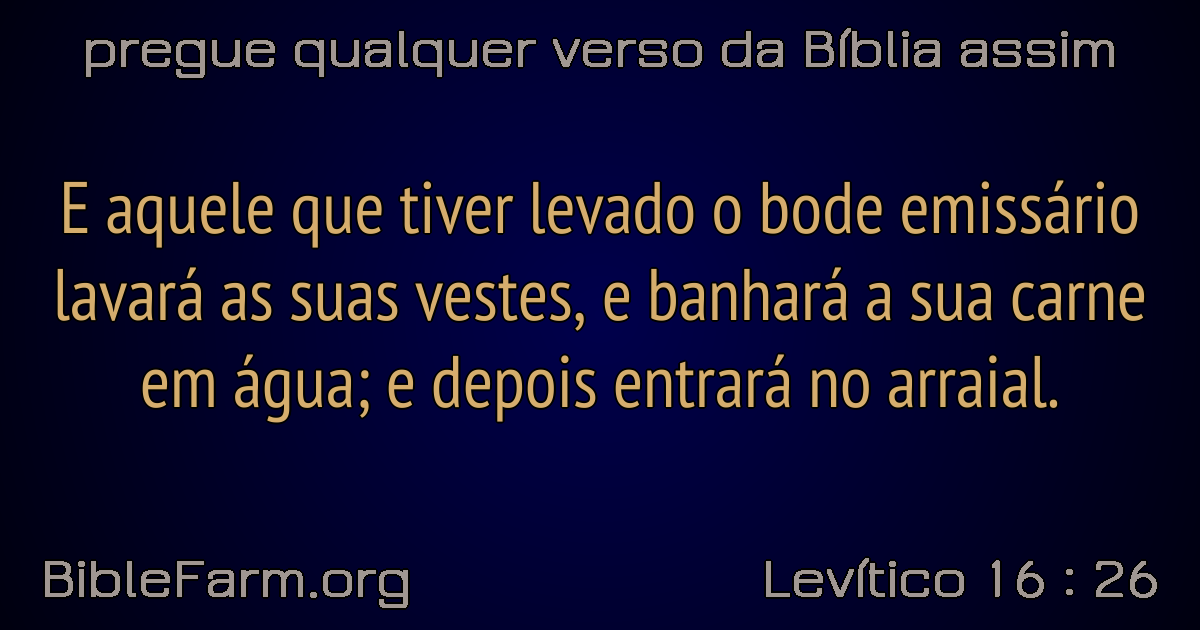 pregue qualquer verso da Bíblia assim
E aquele que tiver levado o bode emissário
lavará as suas vestes, e banhará a sua carne
em água; e depois entrará no arraial.
BibleFarm.org
Levítico 16 : 26